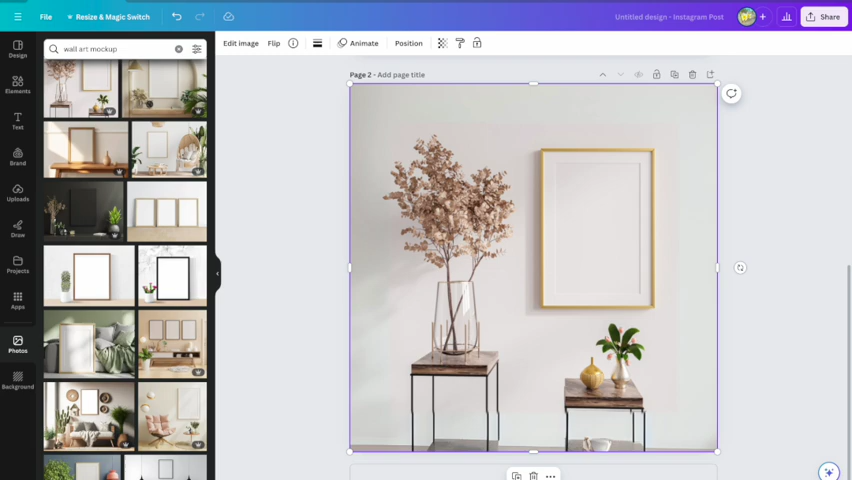 File
Resize & Magic Switch
Untitled design - Instagram Post
Share
Design
Elements
Text
Brand
Uploads
Draw
Projects
Apps
Photos
Background
wall art mockup
Edit image
Flip
Animate
Position
Page 2 - Add page title